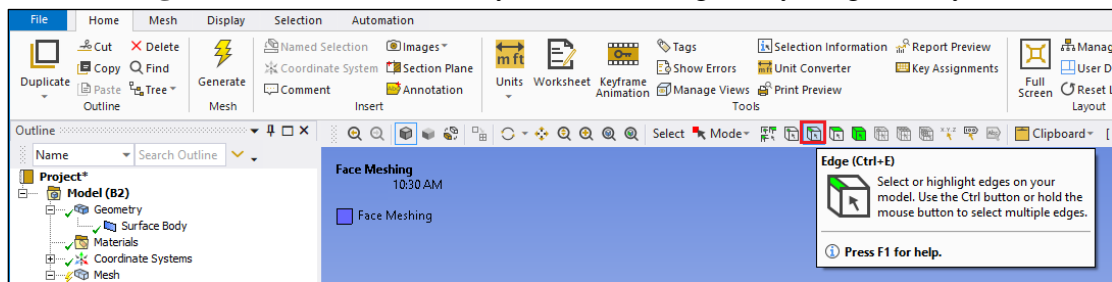 File Home Mesh Display Selection Automation
Cut Delete Named Selection Images Tags Selection Information Report Preview
Copy Find Coordinate System Section Plane Show Errors Unit Converter Key Assignments
Duplicate Paste Tree Generate Comment Annotation Units Worksheet Keyframe Animation Manage Views Print Preview Full Screen
Outline Mesh Insert Tools Layout
Outline Select Mode Clipboard
Name Search Outline
Project*
Model (B2)
Geometry
Surface Body
Materials
Coordinate Systems
Mesh
Face Meshing
10:30 AM
Face Meshing
Edge (Ctrl+E)
Select or highlight edges on your
model. Use the Ctrl button or hold the
mouse button to select multiple edges.
Press F1 for help.